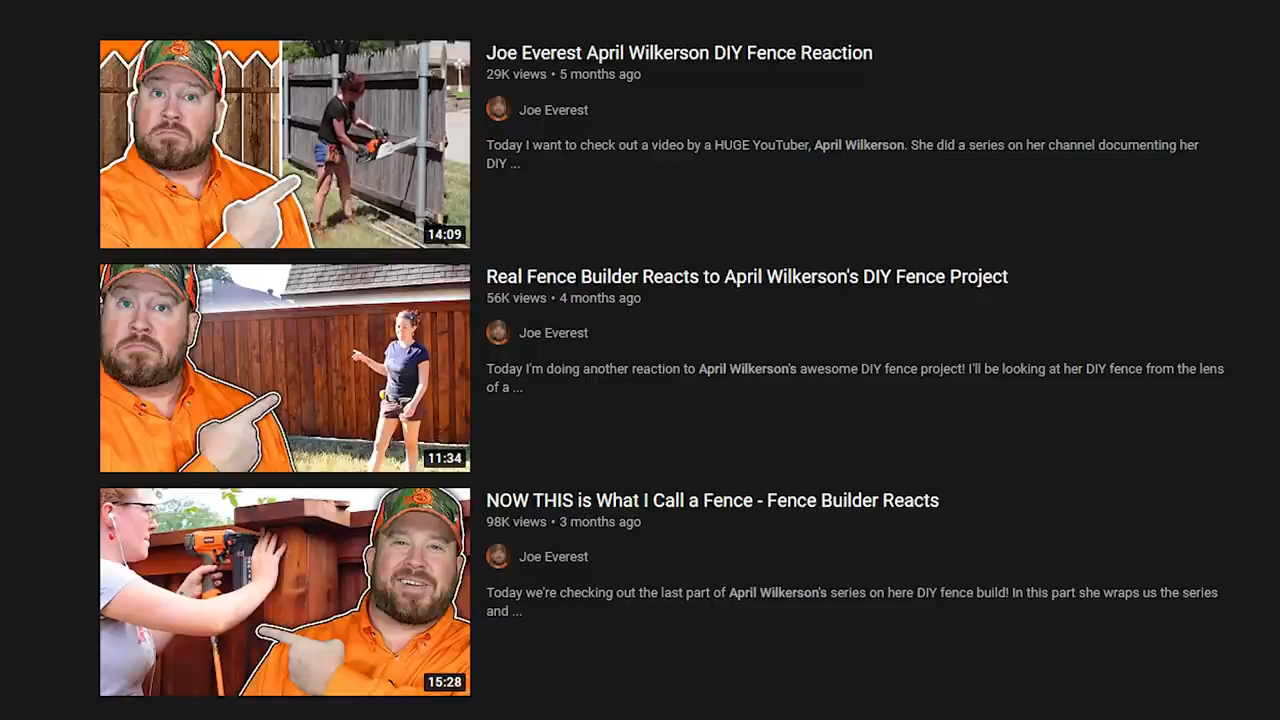 Joe Everest April Wilkerson DIY Fence Reaction
29K views • 5 months ago
Joe Everest
Today I want to check out a video by a HUGE YouTuber, April Wilkerson. She did a series on her channel documenting her
DIY ...
14:09
Real Fence Builder Reacts to April Wilkerson's DIY Fence Project
56K views • 4 months ago
Joe Everest
Today I'm doing another reaction to April Wilkerson's awesome DIY fence project! I'll be looking at her DIY fence from the lens
of a ...
11:34
NOW THIS is What I Call a Fence - Fence Builder Reacts
98K views • 3 months ago
Joe Everest
Today we're checking out the last part of April Wilkerson's series on here DIY fence build! In this part she wraps us the series
and ...
15:28